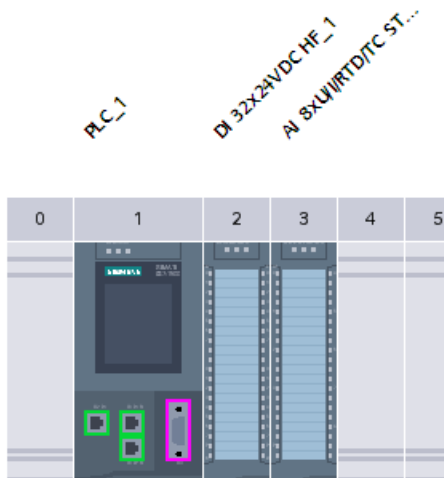 PLC_1
DI 32x24VDC HF_1
AI 8xU/I/RTD/TC ST...
0 1 2 3 4 5
SIEMENS